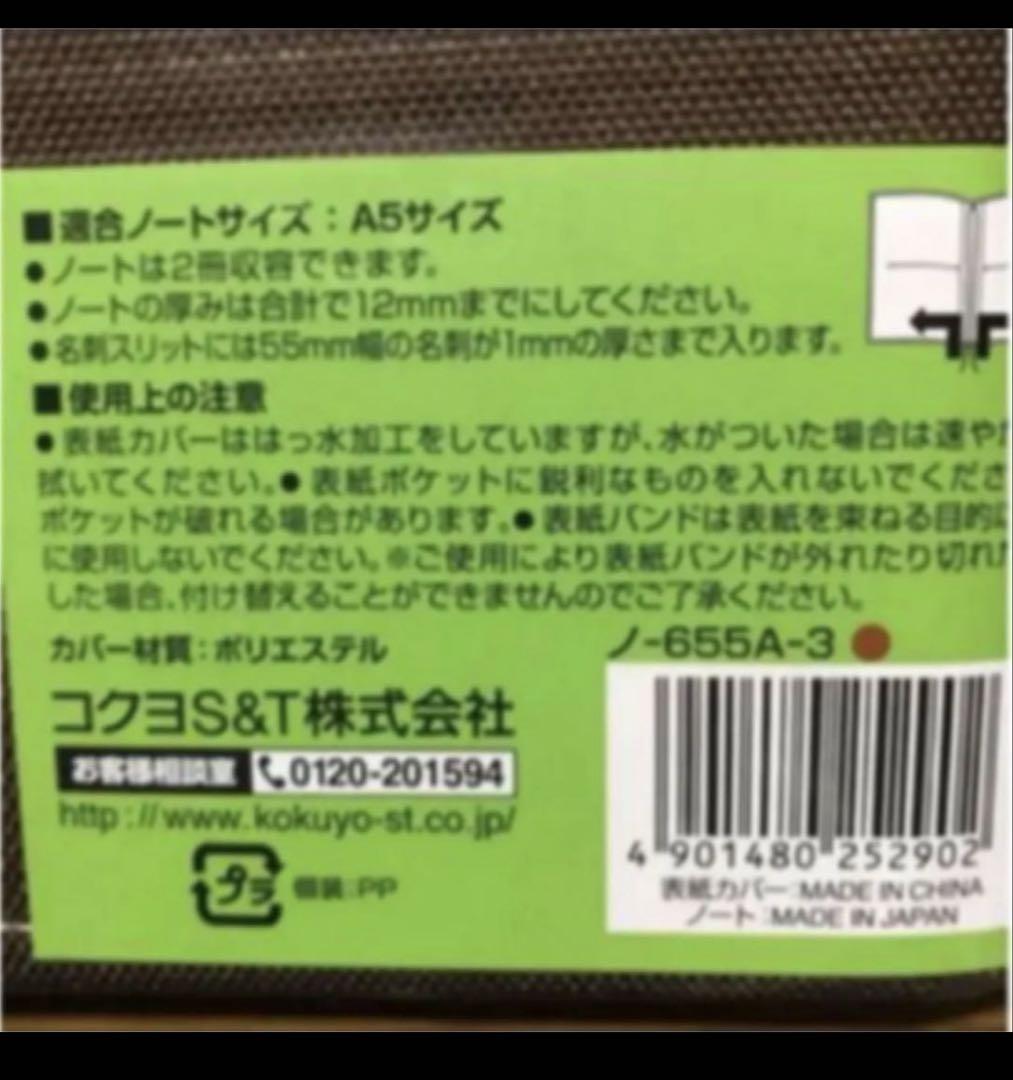 ■適合ノートサイズ：A5サイズ
●ノートは2冊収容できます。
●ノートの厚みは合計で12mmまでにしてください。
●名刺スリットには55mm幅の名刺が1mmの厚さまで入ります。
■使用上の注意
●表紙カバーははっ水加工をしていますが、水がついた場合は速やか
拭いてください。●表紙ポケットに鋭利なものを入れないでくださ
ポケットが破れる場合があります。●表紙バンドは表紙を束ねる目的
に使用しないでください。※ご使用により表紙バンドが外れたり切れ
した場合、付け替えることができませんのでご了承ください。
カバー材質：ポリエステル
ノ-655A-3
コクヨS&T株式会社
お客様相談室 0120-201594
http://www.kokuyo-st.co.jp/
プラ 個装：PP
4 901480 252902
表紙カバー：MADE IN CHINA
ノート：MADE IN JAPAN